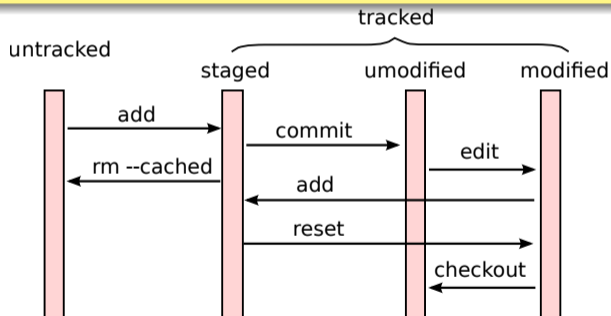 tracked
untracked
staged umodified modified
add
commit
edit
rm --cached
add
reset
checkout